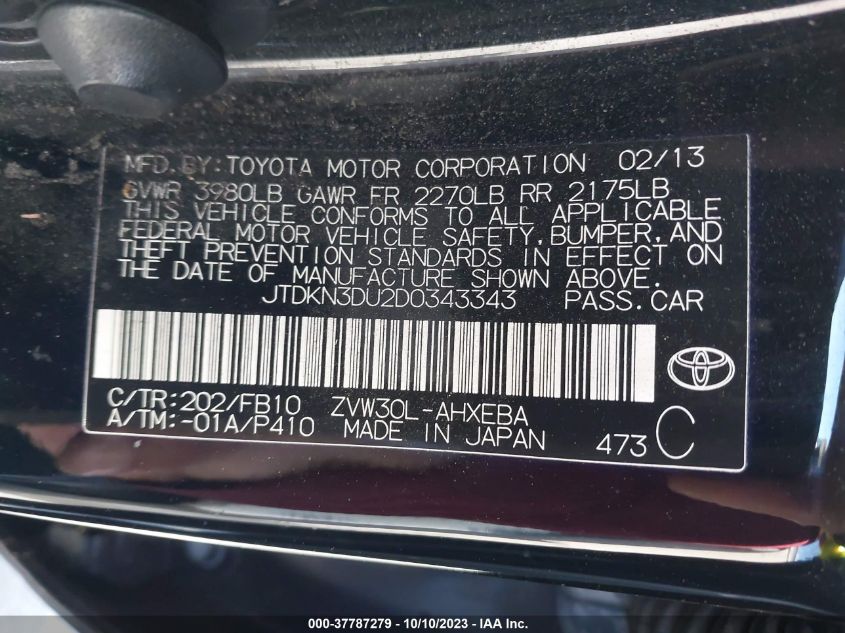 MFD.BY:TOYOTA MOTOR CORPORATION 02/13
GVWR 3980LB GAWR FR 2270LB RR 2175LB
THIS VEHICLE CONFORMS TO ALL APPLICABLE
FEDERAL MOTOR VEHICLE SAFETY,BUMPER,AND
THEFT PREVENTION STANDARDS IN EFFECT ON
THE DATE OF MANUFACTURE SHOWN ABOVE.
JTDKN3DU2D0343343 PASS.CAR
C/TR:202/FB10 ZVW30L-AHXEBA
A/TM:-01A/P410 MADE IN JAPAN 473 C
000-37787279 - 10/10/2023 - IAAI Inc.